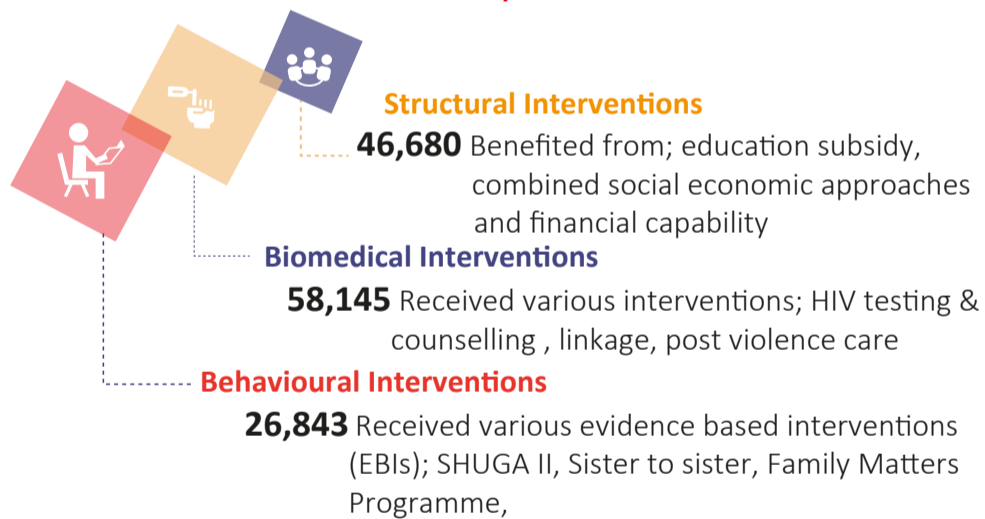 Structural Interventions
46,680 Benefited from; education subsidy,
combined social economic approaches
and financial capability
Biomedical Interventions
58,145 Received various interventions; HIV testing &
counselling , linkage, post violence care
Behavioural Interventions
26,843 Received various evidence based interventions
(EBIs); SHUGA II, Sister to sister, Family Matters
Programme,